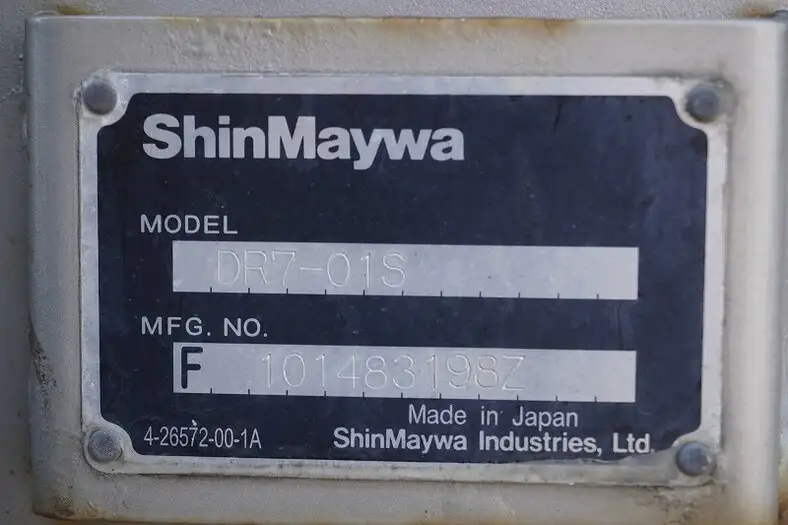 ShinMaywa
MODEL
DR7-01S
MFG. NO.
F 101483198Z
Made in Japan
4-26572-00-1A ShinMaywa Industries, Ltd.